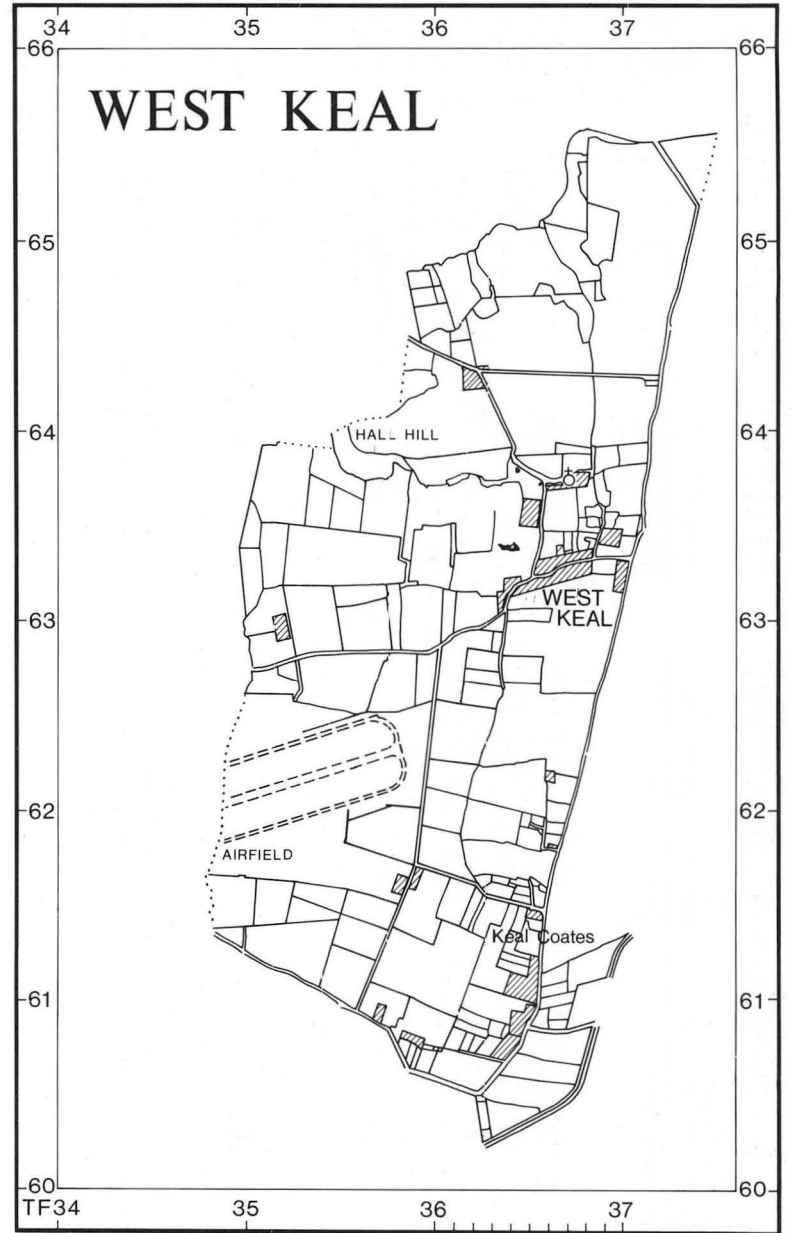 34 35 36 37
66 66
WEST KEAL
65 65
64 64
HALL HILL
63 63
WEST
KEAL
62 62
AIRFIELD
Keal Coates
61 61
60 60
TF34 35 36 37